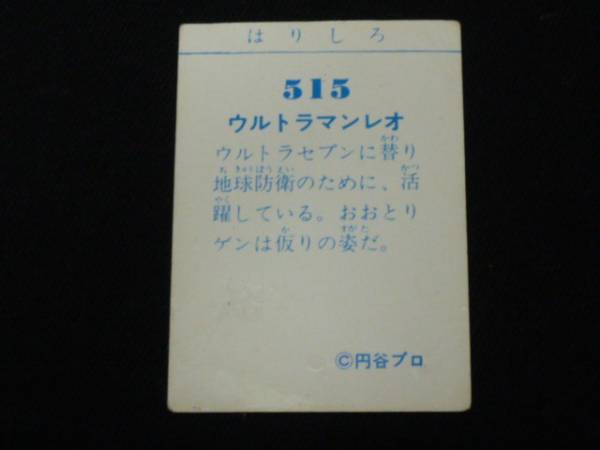 はりしろ
515
ウルトラマンレオ
ウルトラセブンに替り
地球防衛のために、活
躍している。おおとり
ゲンは仮りの姿だ。
©円谷プロ